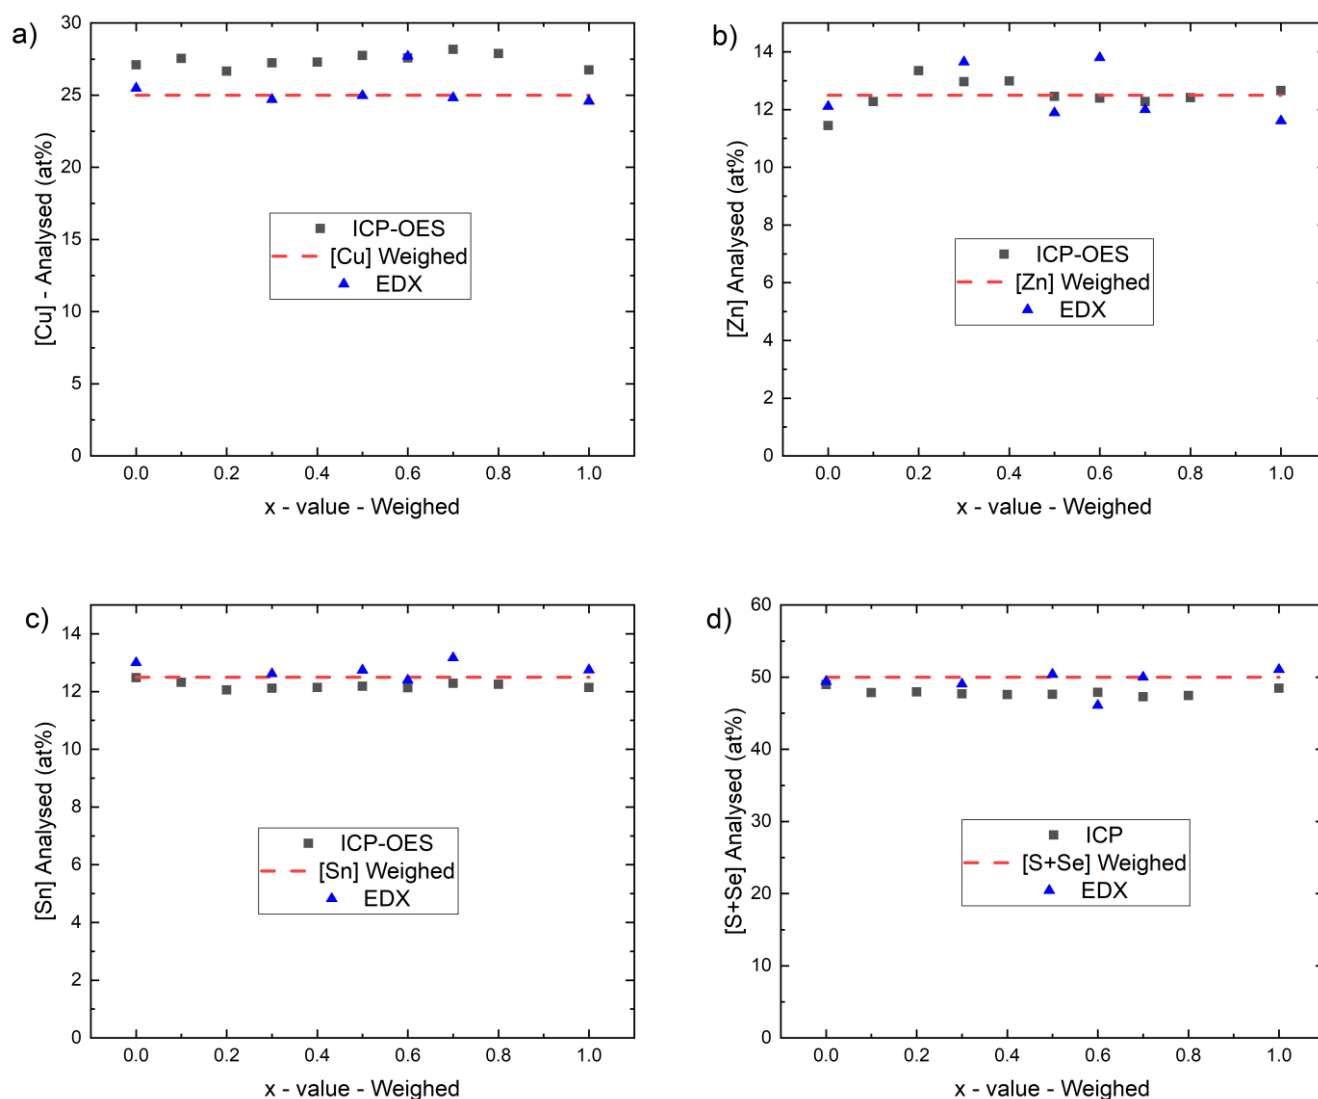 a)
30
25
20
15
10
5
0
[Cu] - Analysed (at%)
ICP-OES
[Cu] Weighed
EDX
0.0 0.2 0.4 0.6 0.8 1.0
x - value - Weighed
b)
14
12
10
8
6
4
2
0
[Zn] Analysed (at%)
ICP-OES
[Zn] Weighed
EDX
0.0 0.2 0.4 0.6 0.8 1.0
x - value - Weighed
c)
14
12
10
8
6
4
2
0
[Sn] Analysed (at%)
ICP-OES
[Sn] Weighed
EDX
0.0 0.2 0.4 0.6 0.8 1.0
x - value - Weighed
d)
60
50
40
30
20
10
0
[S+Se] Analysed (at%)
ICP
[S+Se] Weighed
EDX
0.0 0.2 0.4 0.6 0.8 1.0
x - value - Weighed